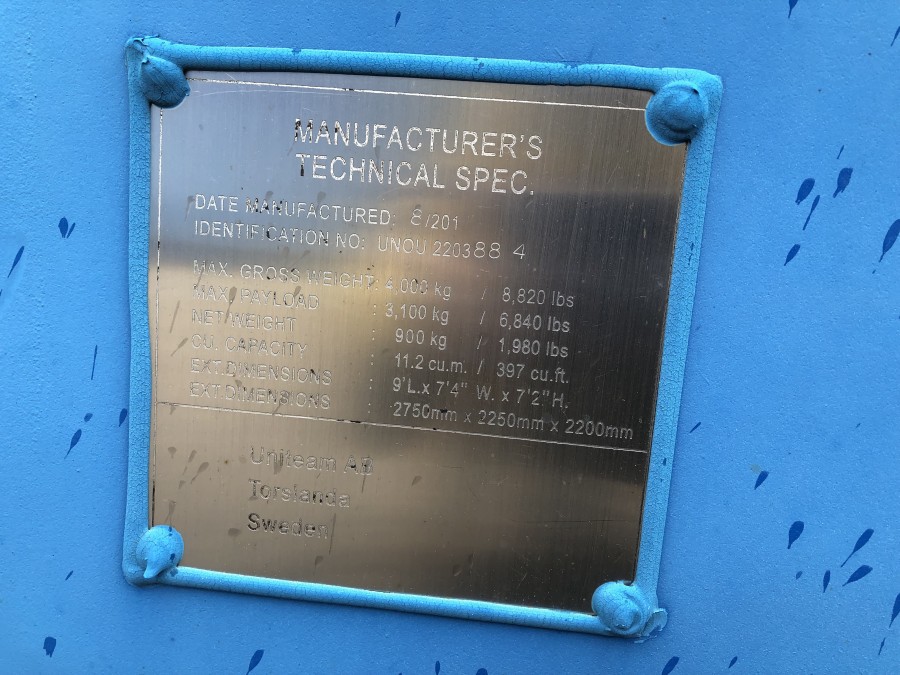 MANUFACTURER'S
TECHNICAL SPEC.
DATE MANUFACTURED: 8/201
IDENTIFICATION NO: UNOU 220388 4
MAX. GROSS WEIGHT: 4,000 kg / 8,820 lbs
MAX. PAYLOAD : 3,100 kg / 6,840 lbs
NET WEIGHT : 900 kg / 1,980 lbs
CU. CAPACITY : 11.2 cu.m. / 397 cu.ft.
EXT.DIMENSIONS : 9'L.x 7'4" W. x 7'2"H.
EXT.DIMENSIONS : 2750mm x 2250mm x 2200mm
Uniteam AB
Torslanda
Sweden